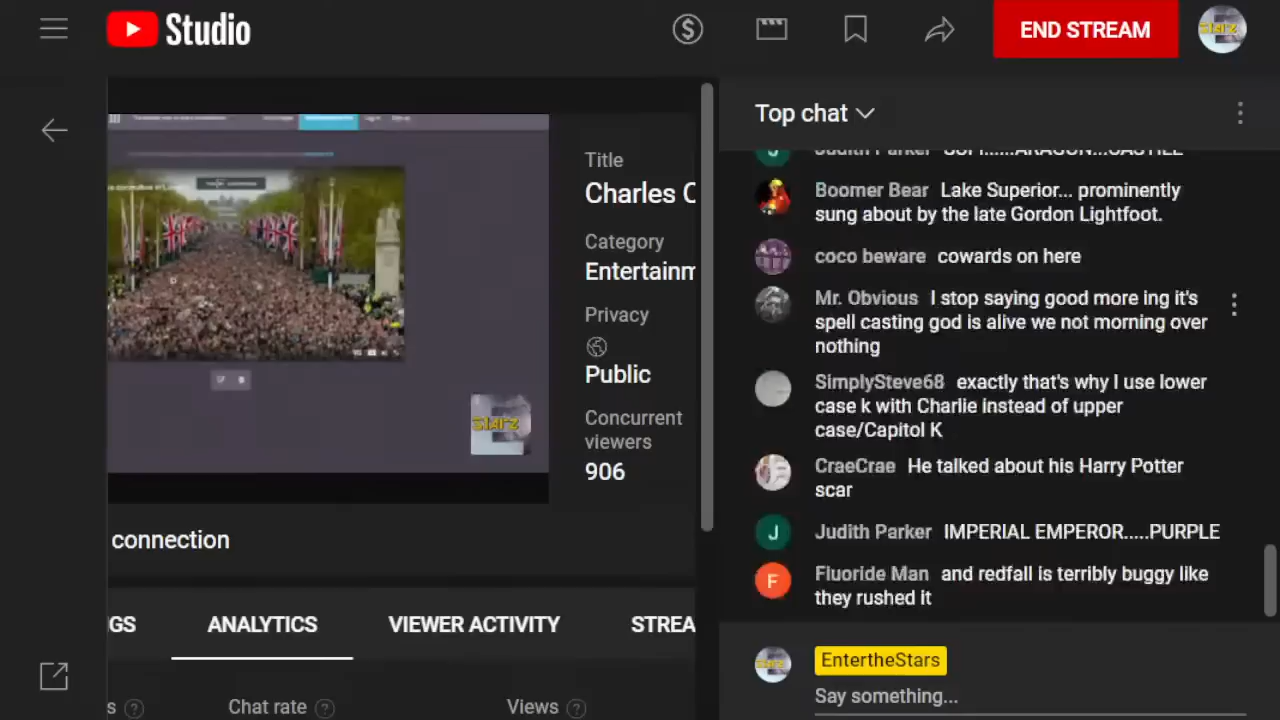 Studio
END STREAM
Title
Charles C
Category
Entertainm
Privacy
Public
Concurrent
viewers
906
connection
GS
ANALYTICS
VIEWER ACTIVITY
STREA
s
Chat rate
Views
Top chat
Judith Parker
Boomer Bear Lake Superior... prominently
sung about by the late Gordon Lightfoot.
coco beware cowards on here
Mr. Obvious I stop saying good more ing it's
spell casting god is alive we not morning over
nothing
SimplySteve68 exactly that's why I use lower
case k with Charlie instead of upper
case/Capitol K
CraeCrae He talked about his Harry Potter
scar
J Judith Parker IMPERIAL EMPEROR.....PURPLE
F Fluoride Man and redfall is terribly buggy like
they rushed it
EntertheStars
Say something...